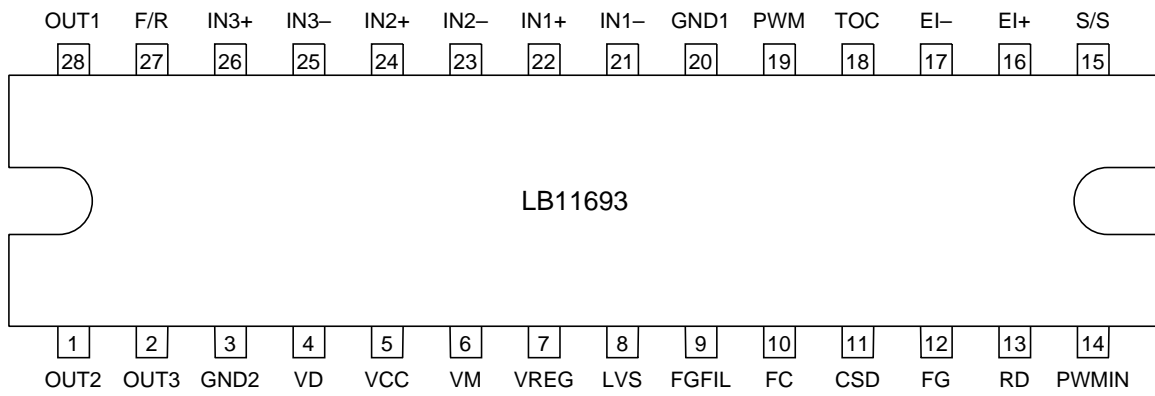 OUT1 F/R IN3+ IN3– IN2+ IN2– IN1+ IN1– GND1 PWM TOC EI– EI+ S/S
28 27 26 25 24 23 22 21 20 19 18 17 16 15
LB11693
1 2 3 4 5 6 7 8 9 10 11 12 13 14
OUT2 OUT3 GND2 VD VCC VM VREG LVS FGFIL FC CSD FG RD PWMIN